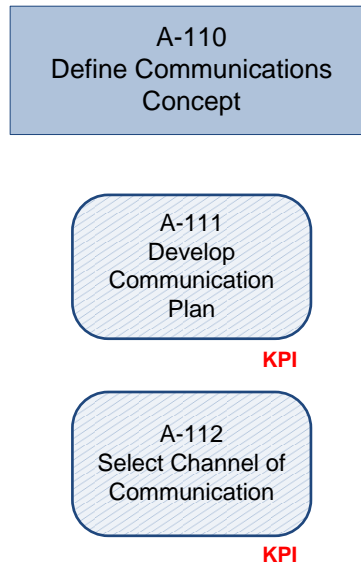 A-110
Define Communications
Concept
A-111
Develop
Communication
Plan
KPI
A-112
Select Channel of
Communication
KPI